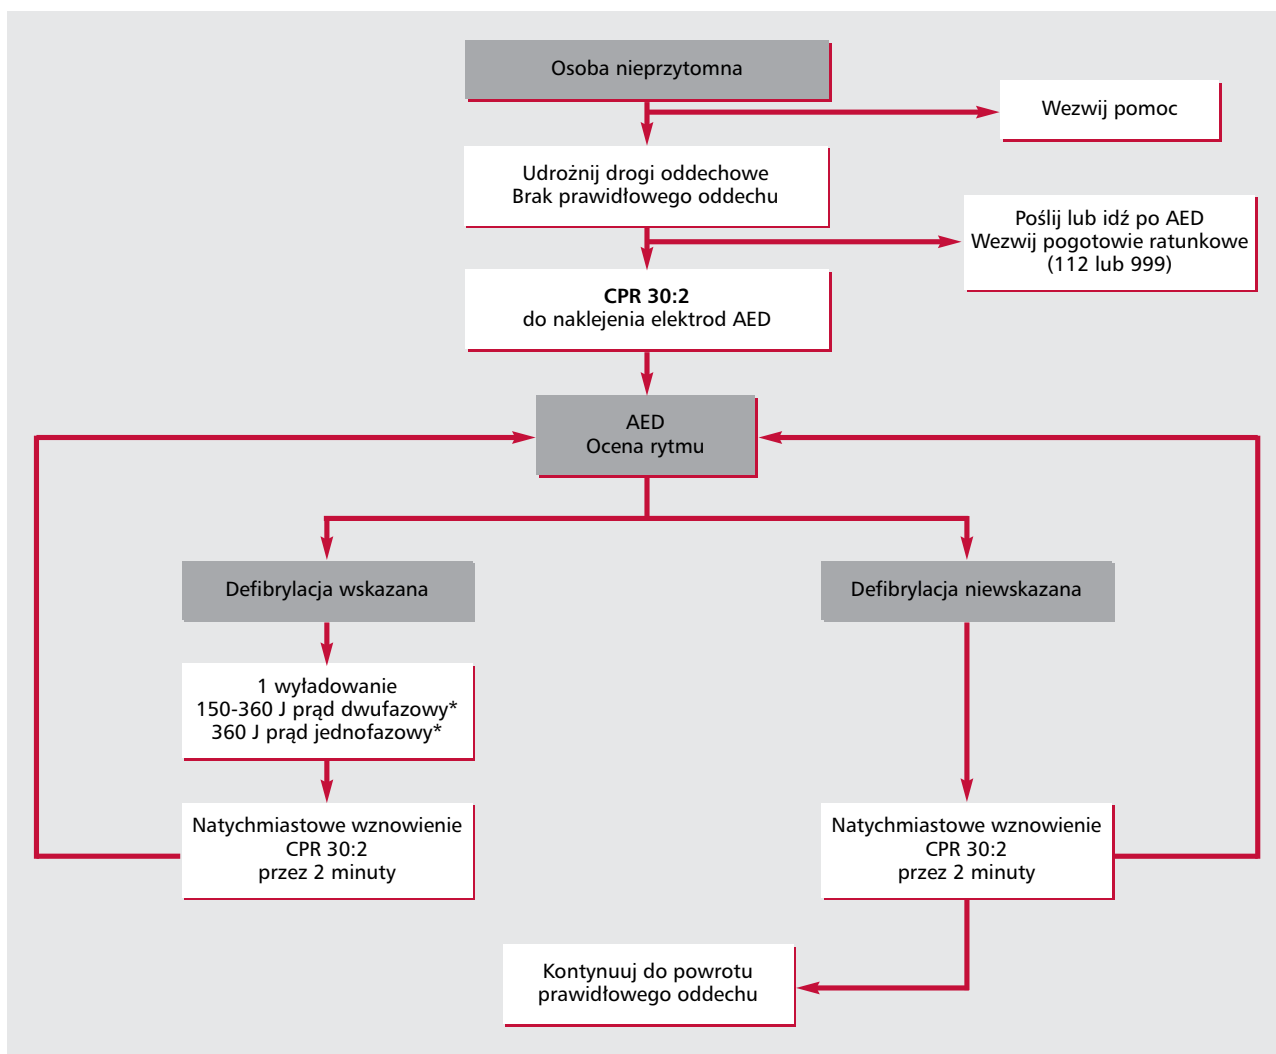 Osoba nieprzytomna
Wezwij pomoc
Udrożnij drogi oddechowe
Brak prawidłowego oddechu
Poślij lub idź po AED
Wezwij pogotowie ratunkowe
(112 lub 999)
CPR 30:2
do naklejenia elektrod AED
AED
Ocena rytmu
Defibrylacja wskazana
Defibrylacja niewskazana
1 wyładowanie
150-360 J prąd dwufazowy*
360 J prąd jednofazowy*
Natychmiastowe wznowienie
CPR 30:2
przez 2 minuty
Natychmiastowe wznowienie
CPR 30:2
przez 2 minuty
Kontynuuj do powrotu
prawidłowego oddechu